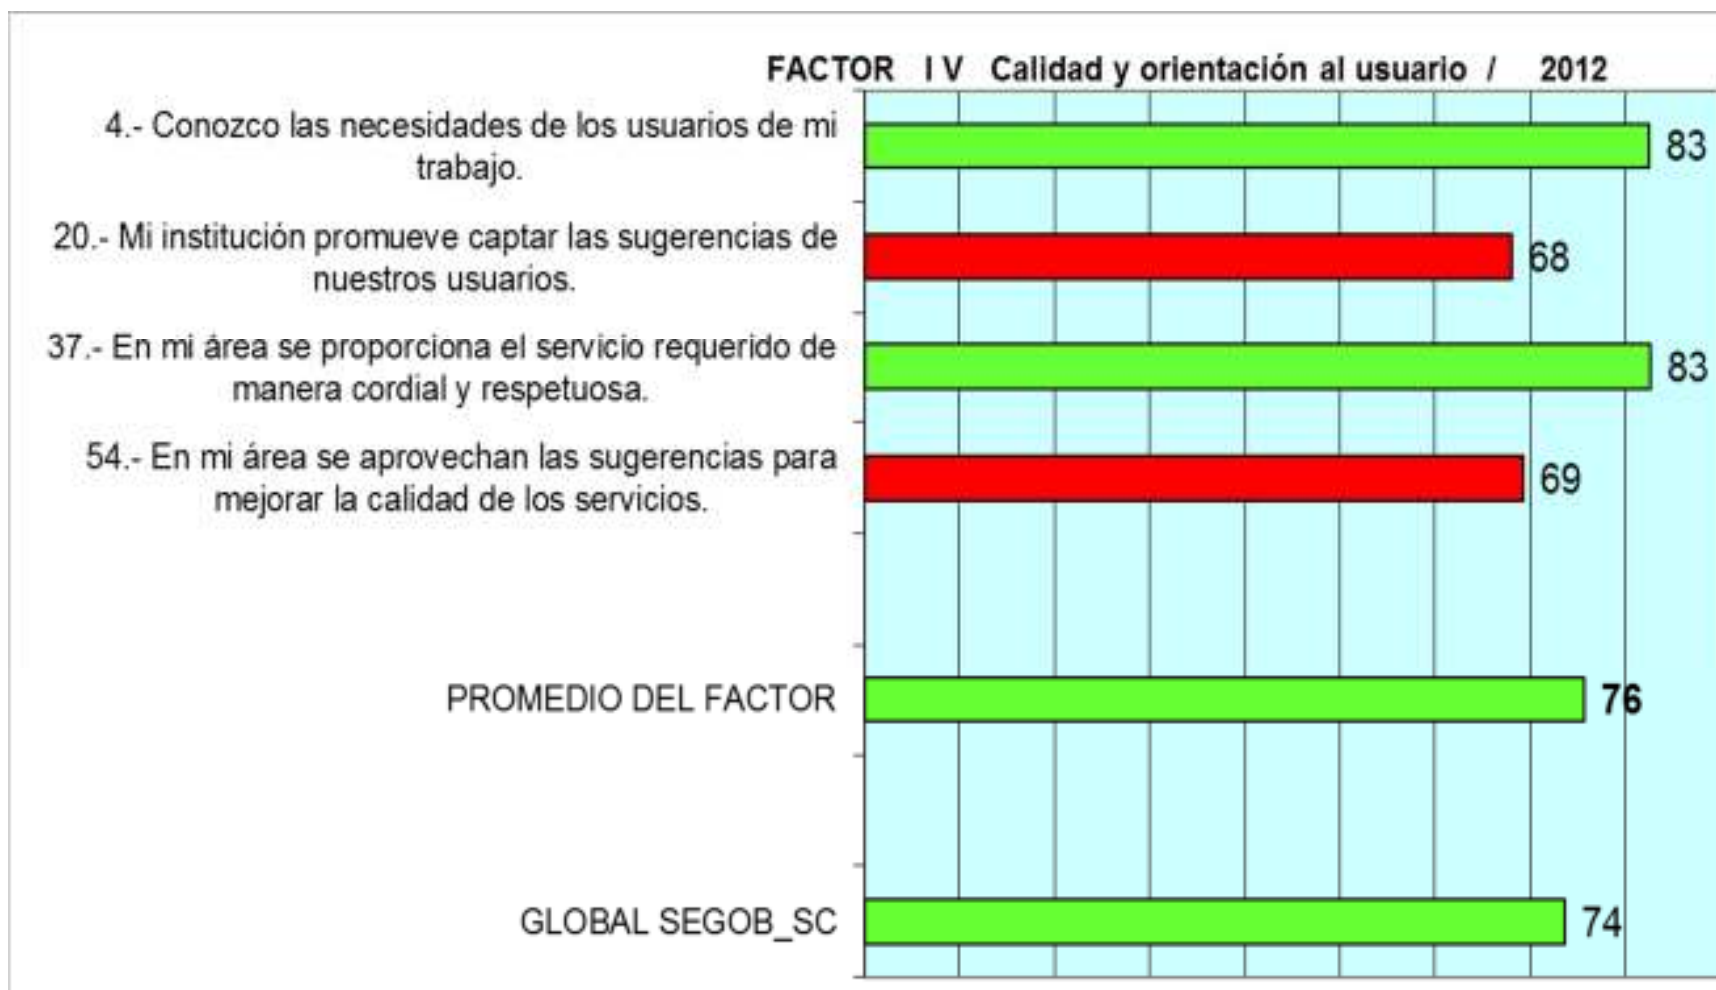 FACTOR I V Calidad y orientación al usuario / 2012
4.- Conozco las necesidades de los usuarios de mi
trabajo.
83
20.- Mi institución promueve captar las sugerencias de
nuestros usuarios.
68
37.- En mi área se proporciona el servicio requerido de
manera cordial y respetuosa.
83
54.- En mi área se aprovechan las sugerencias para
mejorar la calidad de los servicios.
69
PROMEDIO DEL FACTOR
76
GLOBAL SEGOB_SC
74